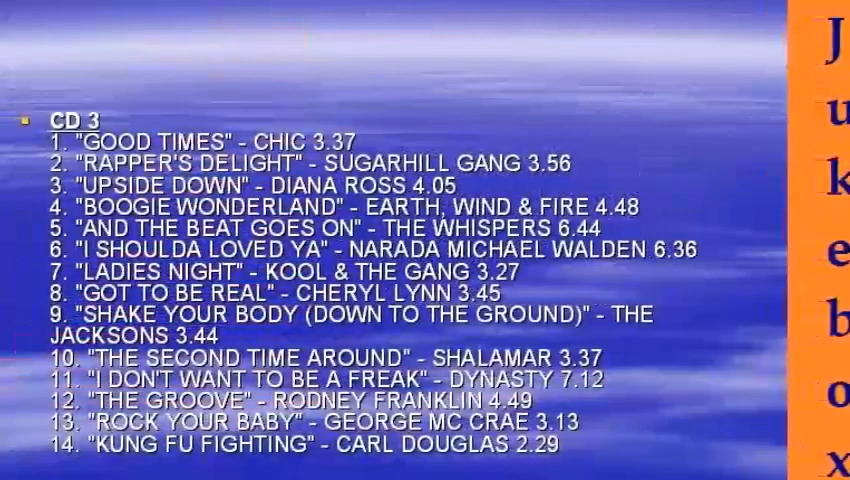 CD 3
1. "GOOD TIMES" - CHIC 3.37
2. "RAPPER'S DELIGHT" - SUGARHILL GANG 3.56
3. "UPSIDE DOWN" - DIANA ROSS 4.05
4. "BOOGIE WONDERLAND" - EARTH, WIND & FIRE 4.48
5. "AND THE BEAT GOES ON" - THE WHISPERS 6.44
6. "I SHOULDA LOVED YA" - NARADA MICHAEL WALDEN 6.36
7. "LADIES NIGHT" - KOOL & THE GANG 3.27
8. "GOT TO BE REAL" - CHERYL LYNN 3.45
9. "SHAKE YOUR BODY (DOWN TO THE GROUND)" - THE
JACKSONS 3.44
10. "THE SECOND TIME AROUND" - SHALAMAR 3.37
11. "I DON'T WANT TO BE A FREAK" - DYNASTY 7.12
12. "THE GROOVE" - RODNEY FRANKLIN 4.49
13. "ROCK YOUR BABY" - GEORGE MC CRAE 3.13
14. "KUNG FU FIGHTING" - CARL DOUGLAS 2.29
Jukebox